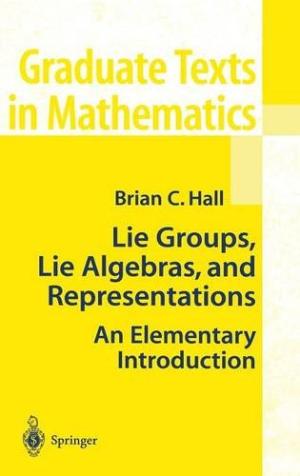 Graduate Texts
in Mathematics
Brian C. Hall
Lie Groups,
Lie Algebras, and
Representations
An Elementary
Introduction
Springer